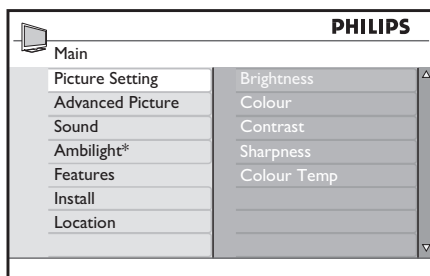 PHILIPS
Main
Picture Setting
Advanced Picture
Sound
Ambilight*
Features
Install
Location
Brightness
Colour
Contrast
Sharpness
Colour Temp